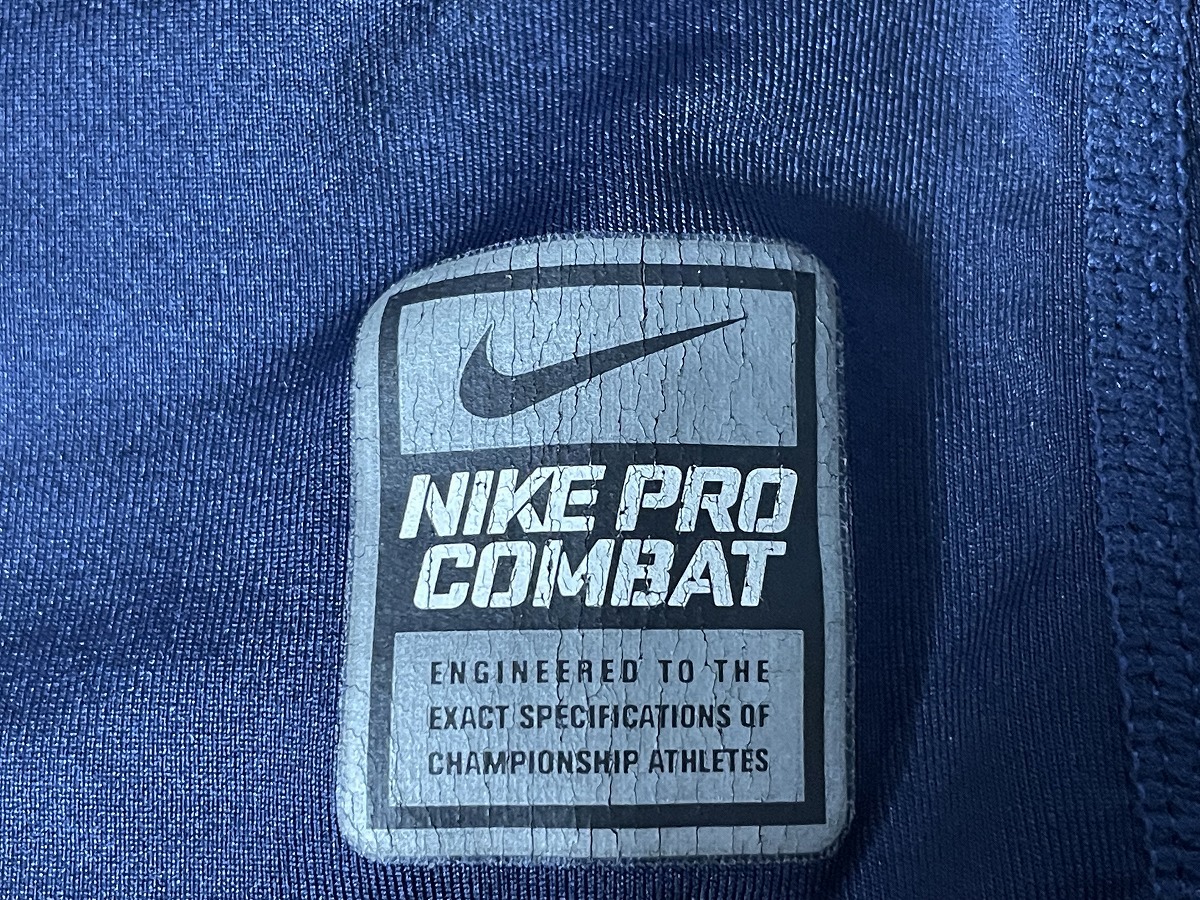 NIKE PRO
COMBAT
ENGINEERED TO THE
EXACT SPECIFICATIONS OF
CHAMPIONSHIP ATHLETES